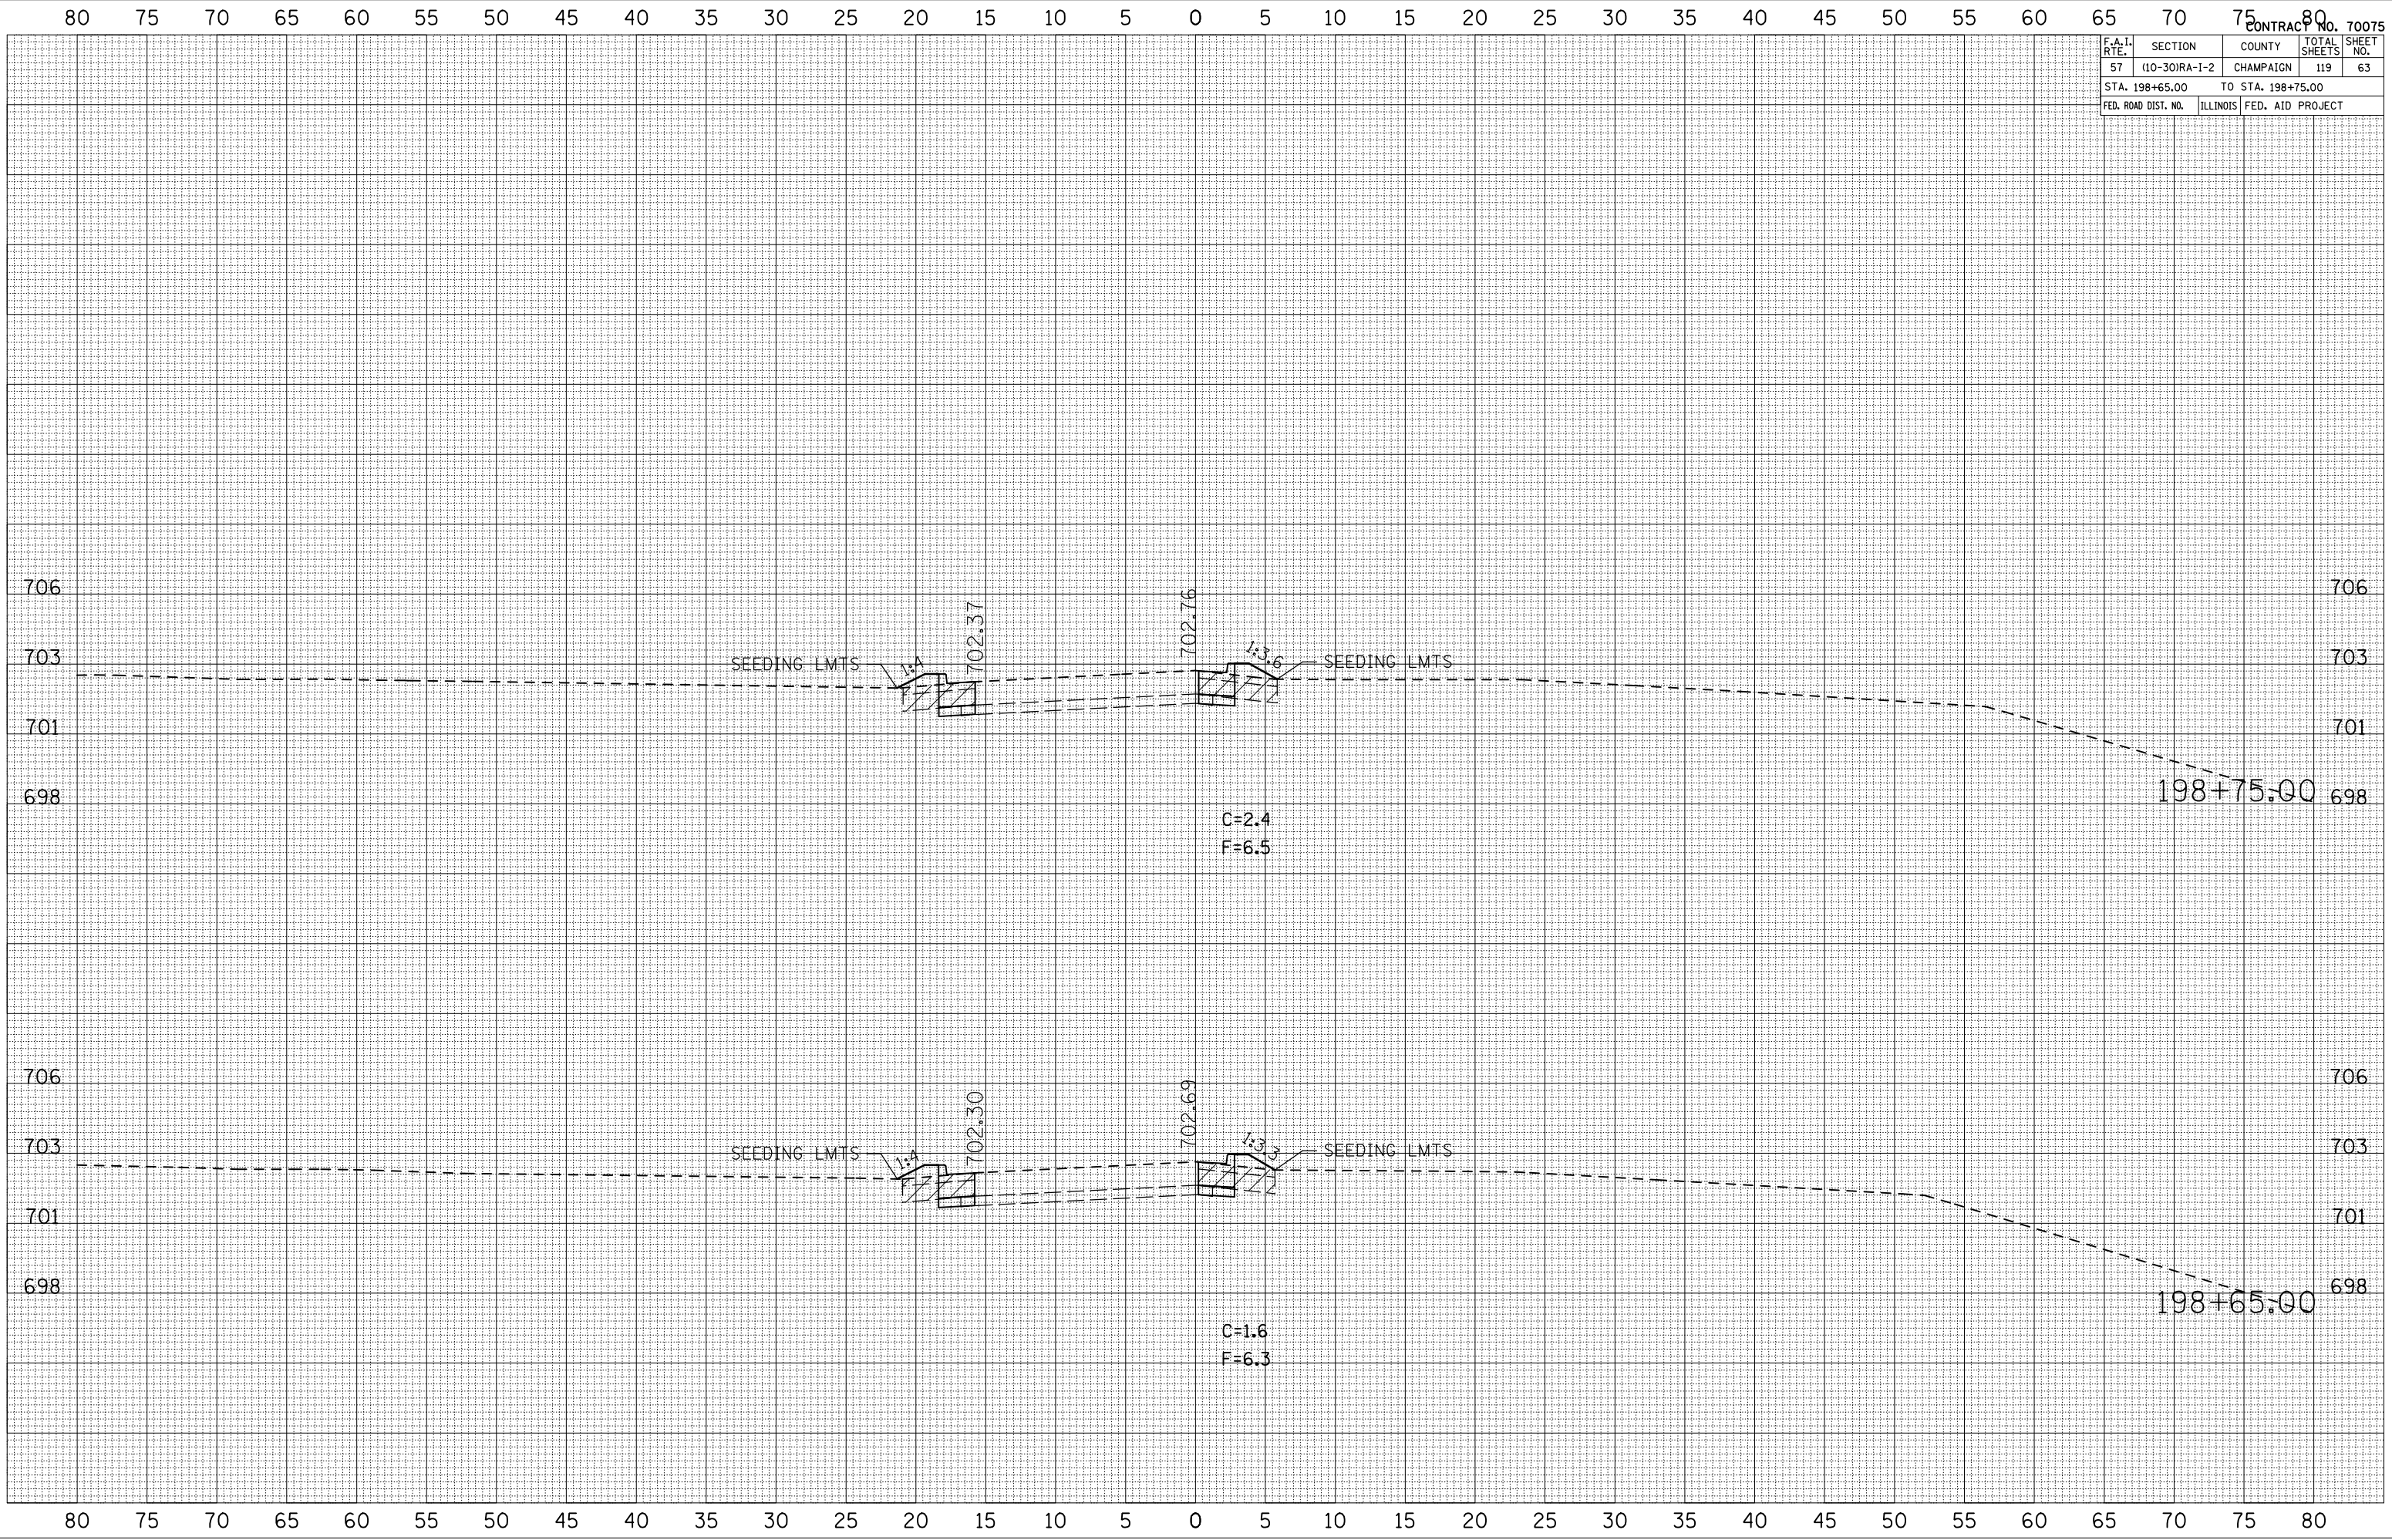 80 75 70 65 60 55 50 45 40 35 30 25 20 15 10 5 0 5 10 15 20 25 30 35 40 45 50 55 60 65 70 75 80
CONTRACT NO. 70075
F.A.I. RTE. SECTION COUNTY TOTAL SHEETS SHEET NO.
57 (10-30)RA-I-2 CHAMPAIGN 119 63
STA. 198+65.00 TO STA. 198+75.00
FED. ROAD DIST. NO. ILLINOIS FED. AID PROJECT
706 706
702.37
702.76
703 703
SEEDING LMTS 1:4 1:3.6 SEEDING LMTS
701 701
698 198+75.00 698
C=2.4
F=6.5
706 706
702.30
702.69
703 703
SEEDING LMTS 1:4 1:3.3 SEEDING LMTS
701 701
698 698
198+65.00
C=1.6
F=6.3
80 75 70 65 60 55 50 45 40 35 30 25 20 15 10 5 0 5 10 15 20 25 30 35 40 45 50 55 60 65 70 75 80